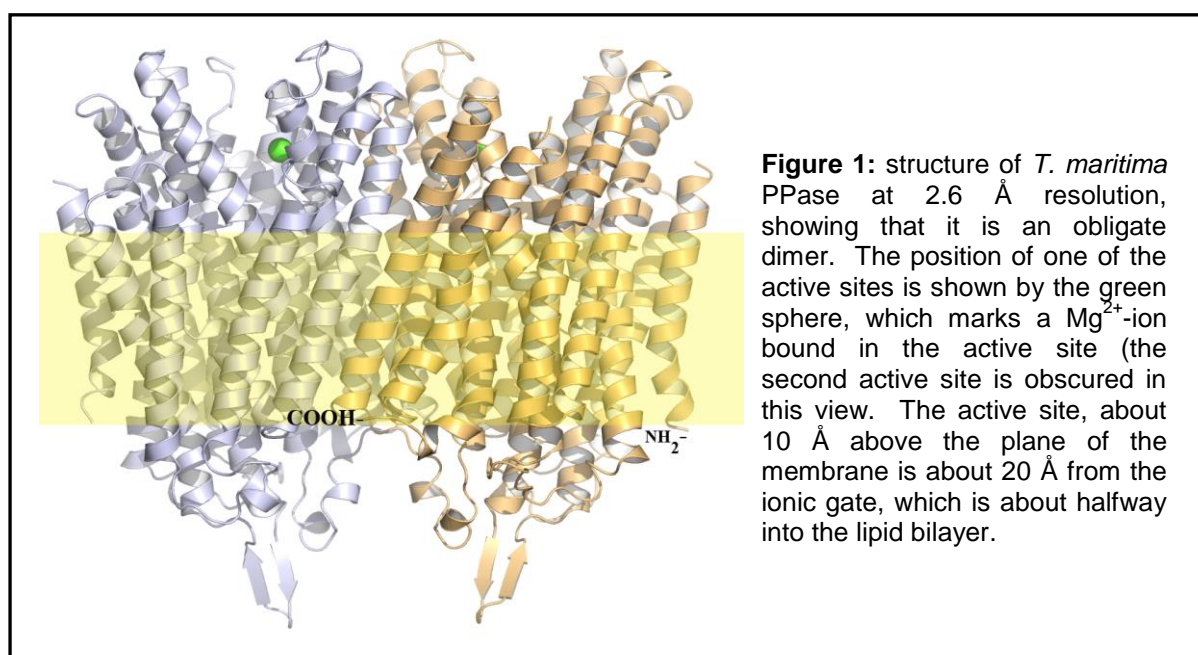 Figure 1: structure of T. maritima
PPase at 2.6 Å resolution,
showing that it is an obligate
dimer. The position of one of the
active sites is shown by the green
sphere, which marks a Mg²⁺-ion
bound in the active site (the
second active site is obscured in
this view. The active site, about
10 Å above the plane of the
membrane is about 20 Å from the
ionic gate, which is about halfway
into the lipid bilayer.
COOH-
NH₂-